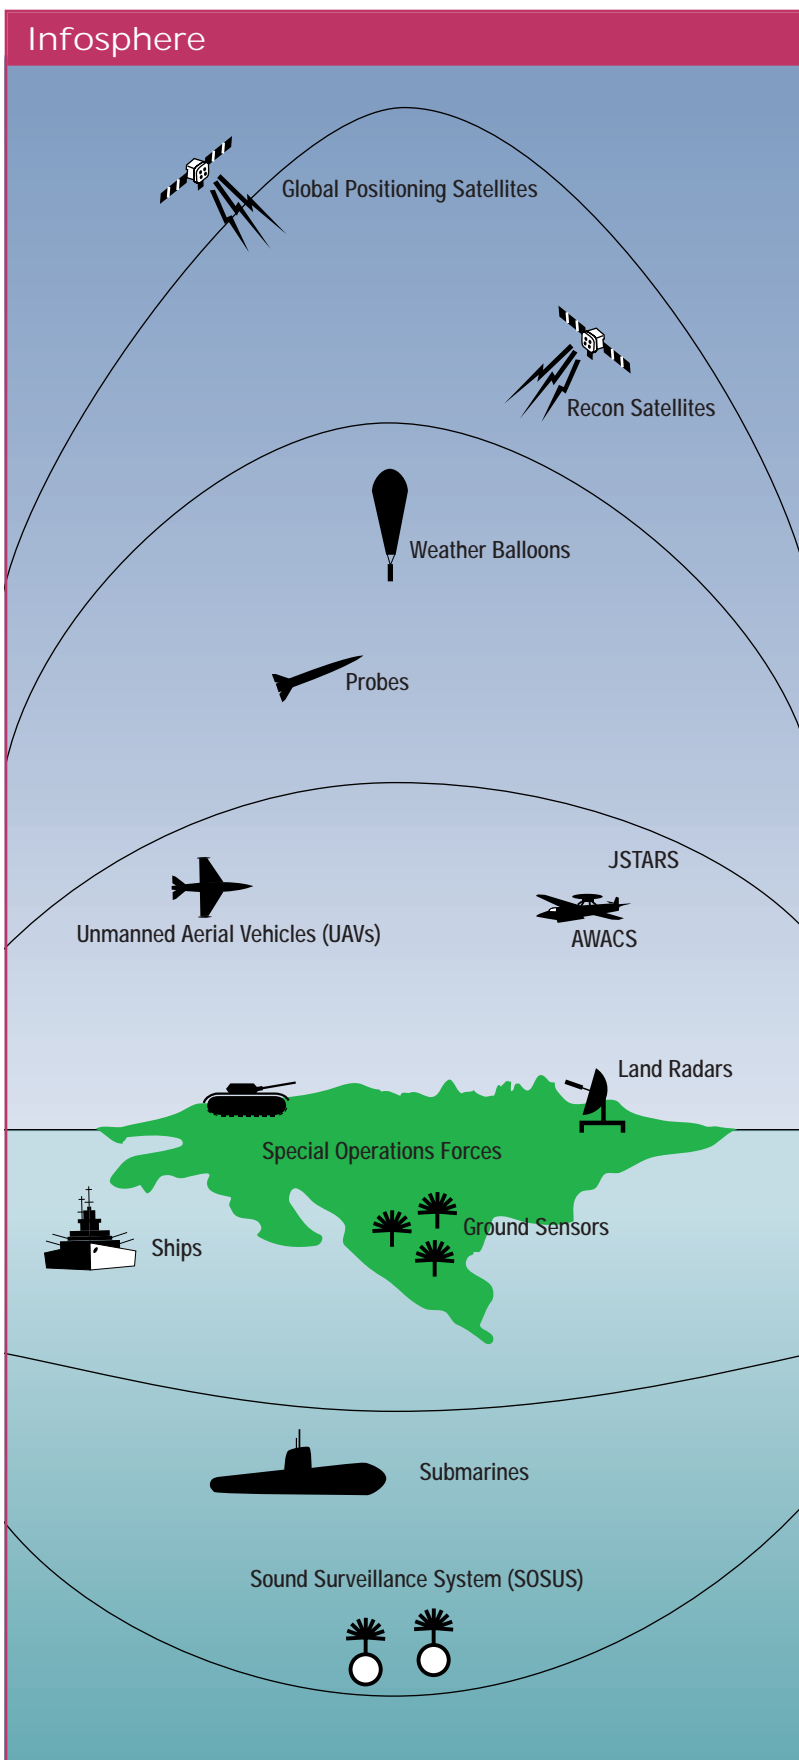 Infosphere
Global Positioning Satellites
Recon Satellites
Weather Balloons
Probes
JSTARS
Unmanned Aerial Vehicles (UAVs)
AWACS
Land Radars
Special Operations Forces
Ground Sensors
Ships
Submarines
Sound Surveillance System (SOSUS)